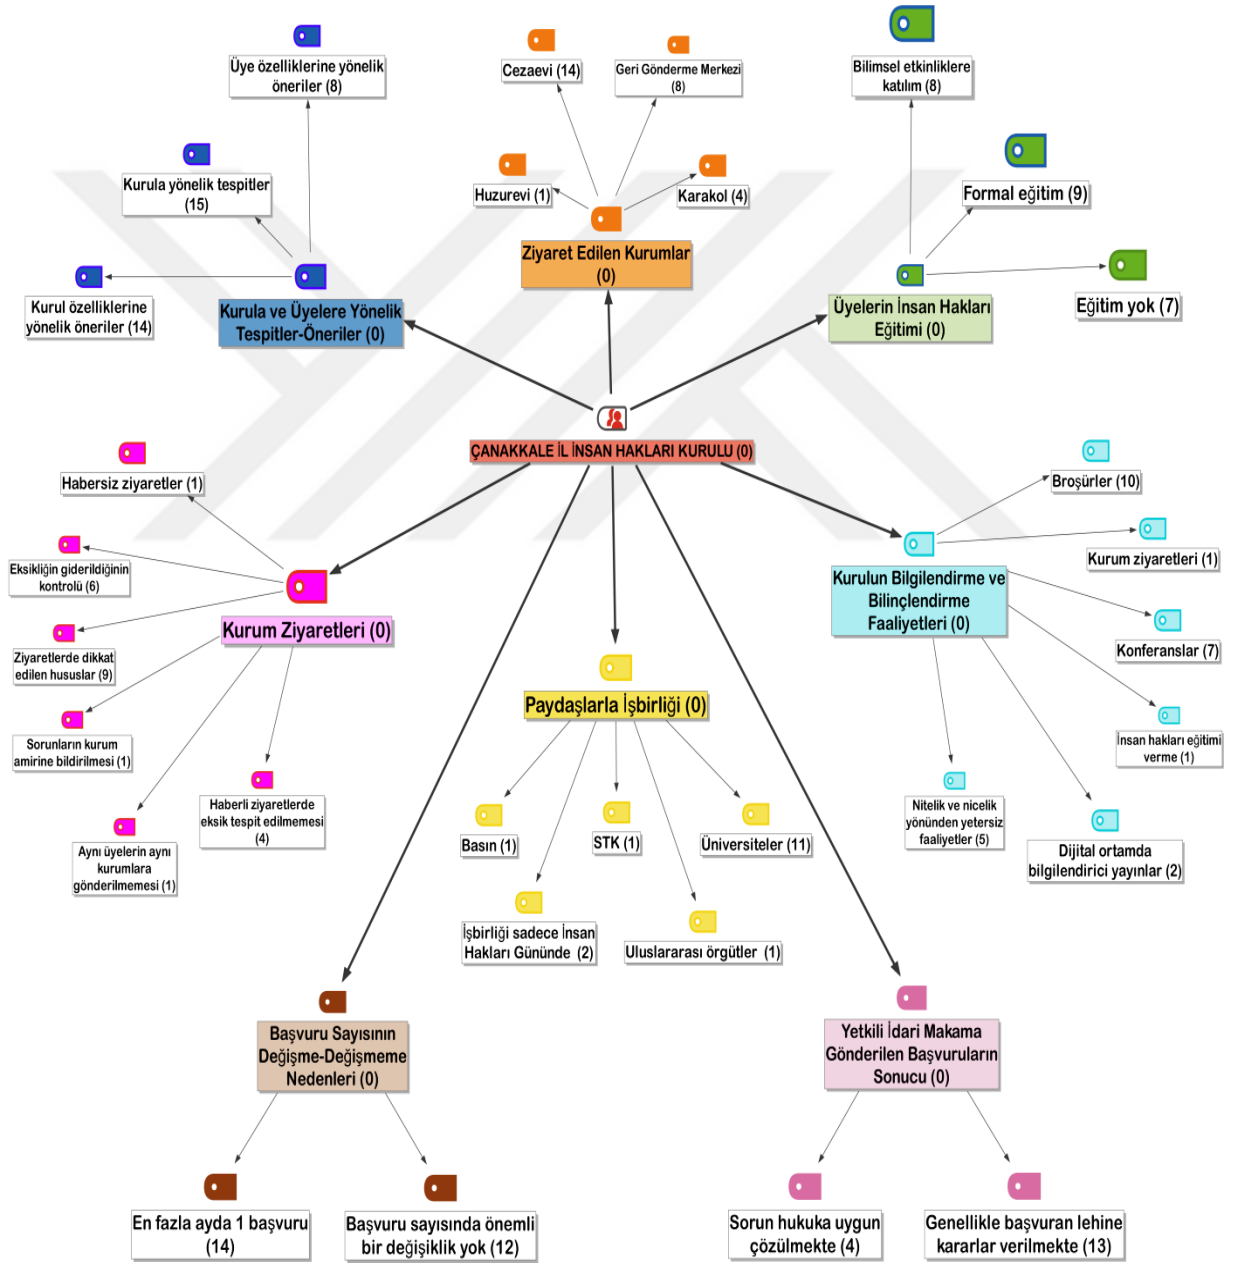 Üye özelliklerine yönelik
öneriler (8)
Kurula yönelik tespitler
(15)
Kurul özelliklerine
yönelik öneriler (14)
Kurula ve Üyelere Yönelik
Tespitler-Öneriler (0)
Cezaevi (14)
Geri Gönderme Merkezi
(8)
Huzurevi (1)
Karakol (4)
Ziyaret Edilen Kurumlar
(0)
Bilimsel etkinliklere
katılım (8)
Formal eğitim (9)
Eğitim yok (7)
Üyelerin İnsan Hakları
Eğitimi (0)
ÇANAKKALE İL İNSAN HAKLARI KURULU (0)
Habersiz ziyaretler (1)
Eksikliğin giderildiğinin
kontrolü (6)
Ziyaretlerde dikkat
edilen hususlar (9)
Sorunların kurum
amirine bildirilmesi (1)
Aynı üyelerin aynı
kurumlara
gönderilmemesi (1)
Haberli ziyaretlerde
eksik tespit edilmemesi
(4)
Kurum Ziyaretleri (0)
Paydaşlarla İşbirliği (0)
Basın (1)
STK (1)
Üniversiteler (11)
İşbirliği sadece İnsan
Hakları Gününde (2)
Uluslararası örgütler (1)
Broşürler (10)
Kurum ziyaretleri (1)
Kurulun Bilgilendirme ve
Bilinçlendirme
Faaliyetleri (0)
Konferanslar (7)
İnsan hakları eğitimi
verme (1)
Nitelik ve nicelik
yönünden yetersiz
faaliyetler (5)
Dijital ortamda
bilgilendirici yayınlar (2)
Başvuru Sayısının
Değişme-Değişmeme
Nedenleri (0)
En fazla ayda 1 başvuru
(14)
Başvuru sayısında önemli
bir değişiklik yok (12)
Yetkili İdari Makama
Gönderilen Başvuruların
Sonucu (0)
Sorun hukuka uygun
çözülmekte (4)
Genellikle başvuran lehine
kararlar verilmekte (13)